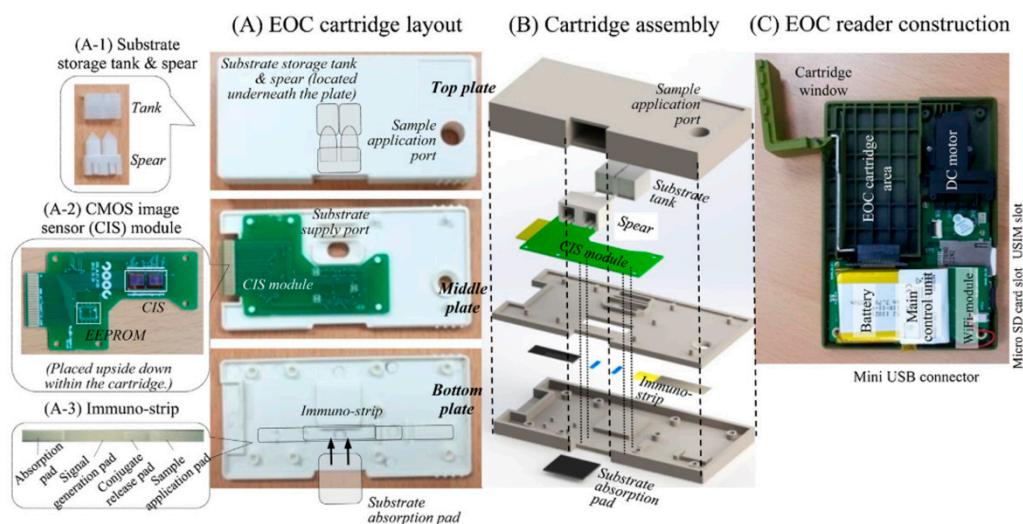 (A) EOC cartridge layout
(B) Cartridge assembly
(C) EOC reader construction
(A-1) Substrate
storage tank & spear
Tank
Spear
(A-2) CMOS image
sensor (CIS) module
CIS
EEPROM
(Placed upside down
within the cartridge.)
(A-3) Immuno-strip
Absorption
pad
Signal
generation pad
Conjugate
release pad
Sample
application pad
Substrate storage tank
& spear (located
underneath the plate)
Top plate
Sample
application
port
Substrate
supply port
CIS module
Middle
plate
Immuno-strip
Bottom
plate
Substrate
absorption pad
Sample
application
port
Substrate
tank
Spear
CIS module
Immuno-
strip
Substrate
absorption
pad
Cartridge
window
EOC cartridge
area
DC motor
Battery
Main
control unit
WiFi-module
Micro SD card slot
USIM slot
Mini USB connector